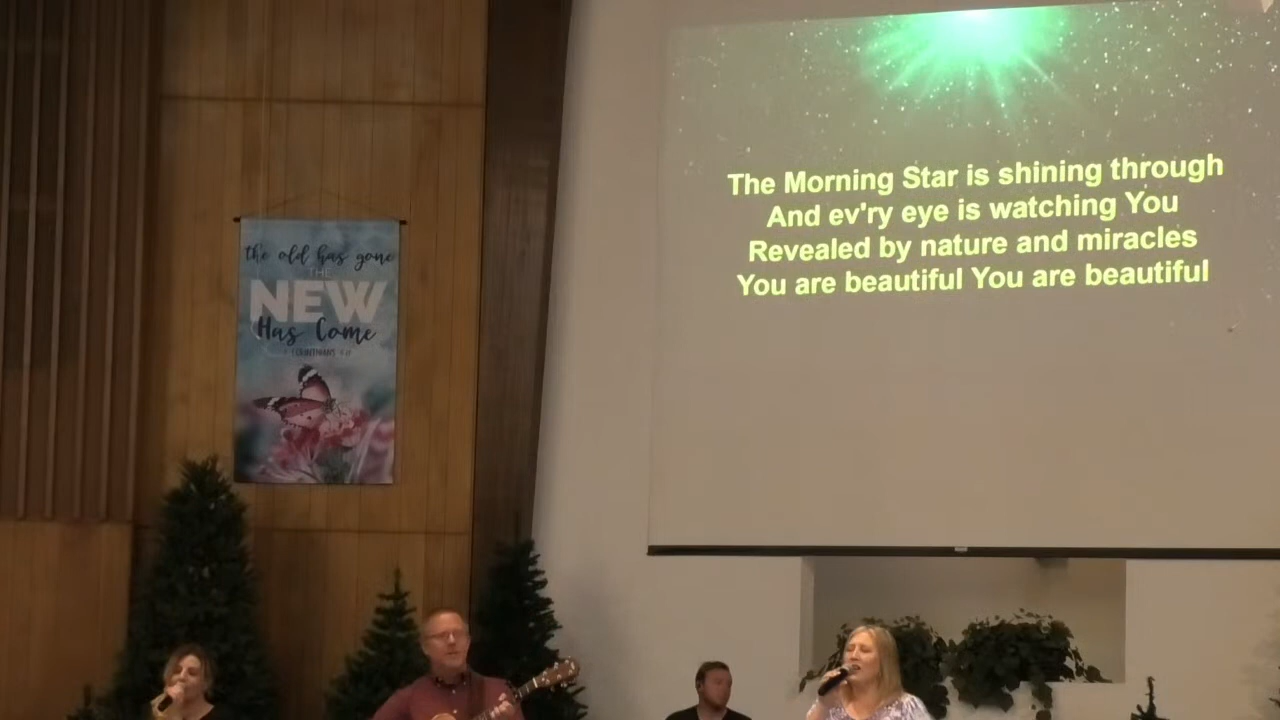 the old has gone
THE
NEW
Has Come
The Morning Star is shining through
And ev'ry eye is watching You
Revealed by nature and miracles
You are beautiful You are beautiful